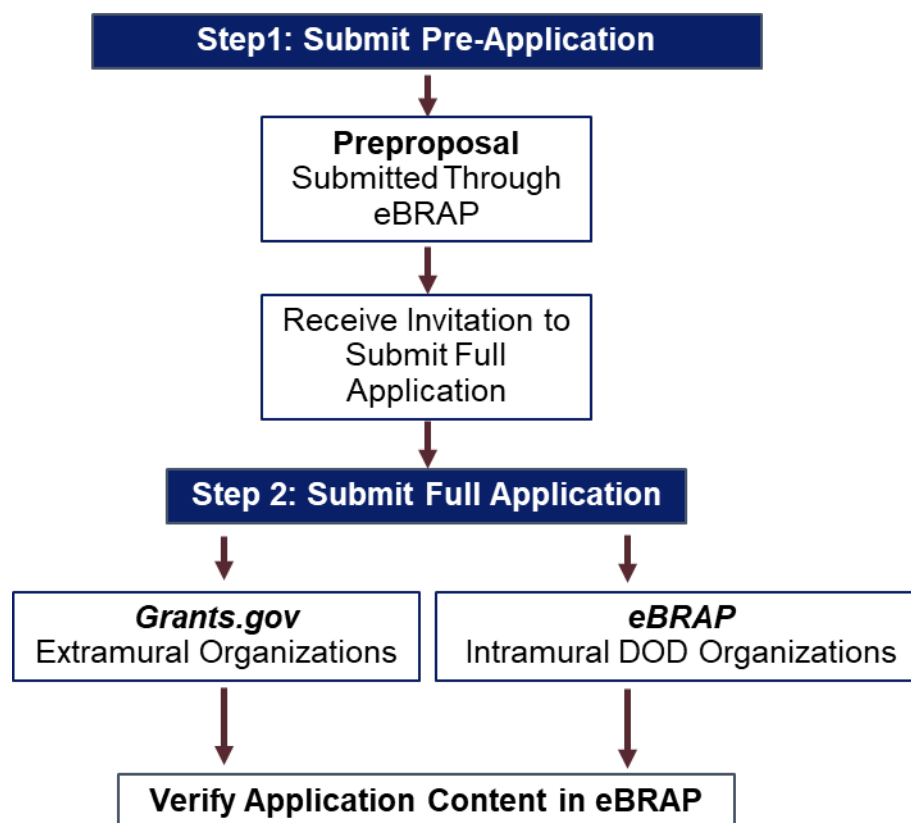 Step1: Submit Pre-Application
Preproposal
Submitted Through
eBRAP
Receive Invitation to
Submit Full
Application
Step 2: Submit Full Application
Grants.gov
Extramural Organizations
eBRAP
Intramural DOD Organizations
Verify Application Content in eBRAP